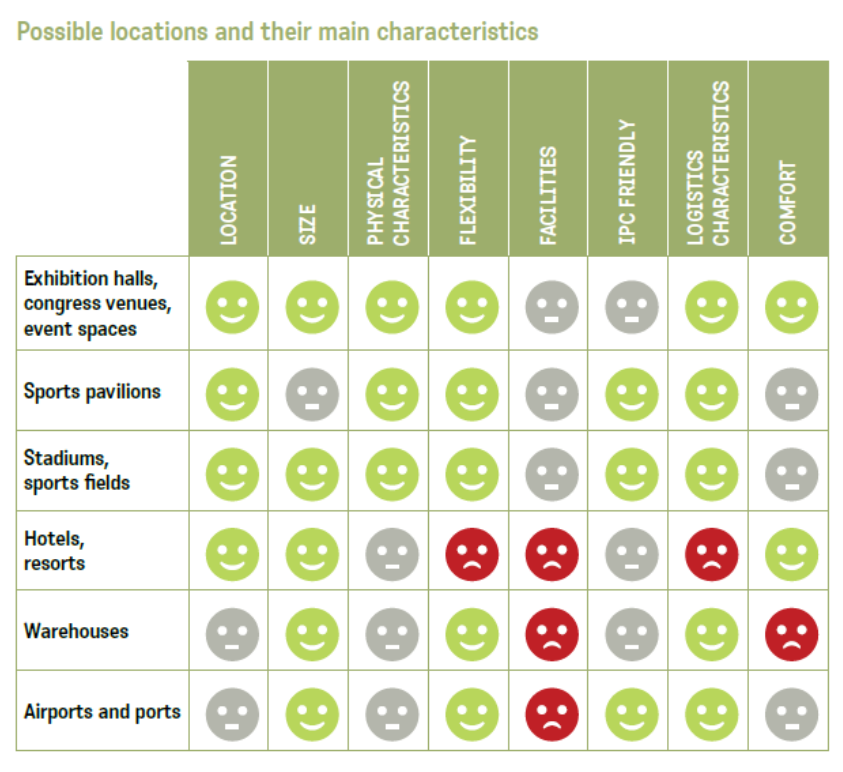 Possible locations and their main characteristics
LOCATION
SIZE
PHYSICAL
CHARACTERISTICS
FLEXIBILITY
FACILITIES
IPC FRIENDLY
LOGISTICS
CHARACTERISTICS
COMFORT
Exhibition halls,
congress venues,
event spaces
Sports pavilions
Stadiums,
sports fields
Hotels,
resorts
Warehouses
Airports and ports